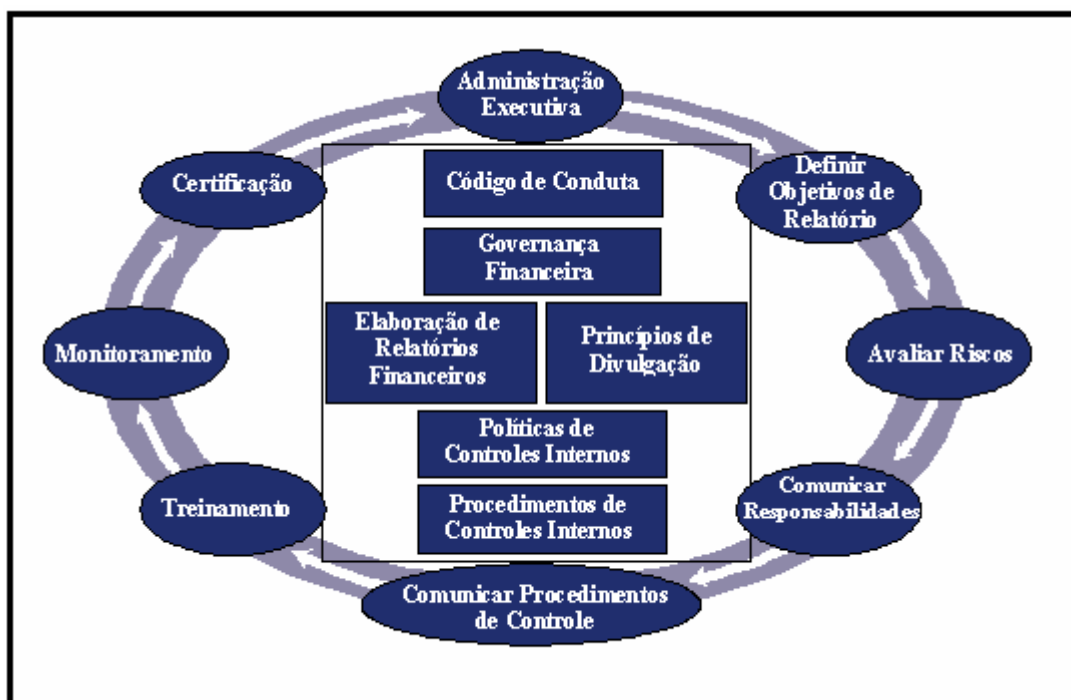 Administração
Executiva
Certificação
Definir
Objetivos de
Relatório
Código de Conduta
Governança
Financeira
Elaboração de
Relatórios
Financeiros
Princípios de
Divulgação
Monitoramento
Avaliar Riscos
Políticas de
Controles Internos
Procedimentos de
Controles Internos
Treinamento
Comunicar
Responsabilidades
Comunicar Procedimentos
de Controle